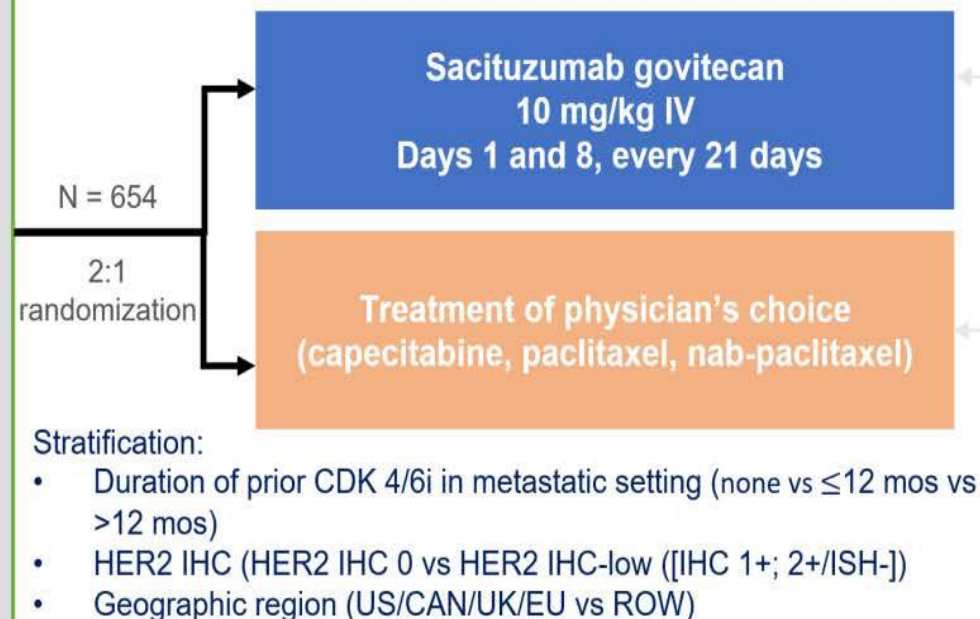 Sacituzumab govitecan
10 mg/kg IV
Days 1 and 8, every 21 days
N = 654
2:1
randomization
Treatment of physician's choice
(capecitabine, paclitaxel, nab-paclitaxel)
Stratification:
• Duration of prior CDK 4/6i in metastatic setting (none vs ≤12 mos vs
>12 mos)
• HER2 IHC (HER2 IHC 0 vs HER2 IHC-low ([IHC 1+; 2+/ISH-])
• Geographic region (US/CAN/UK/EU vs ROW)